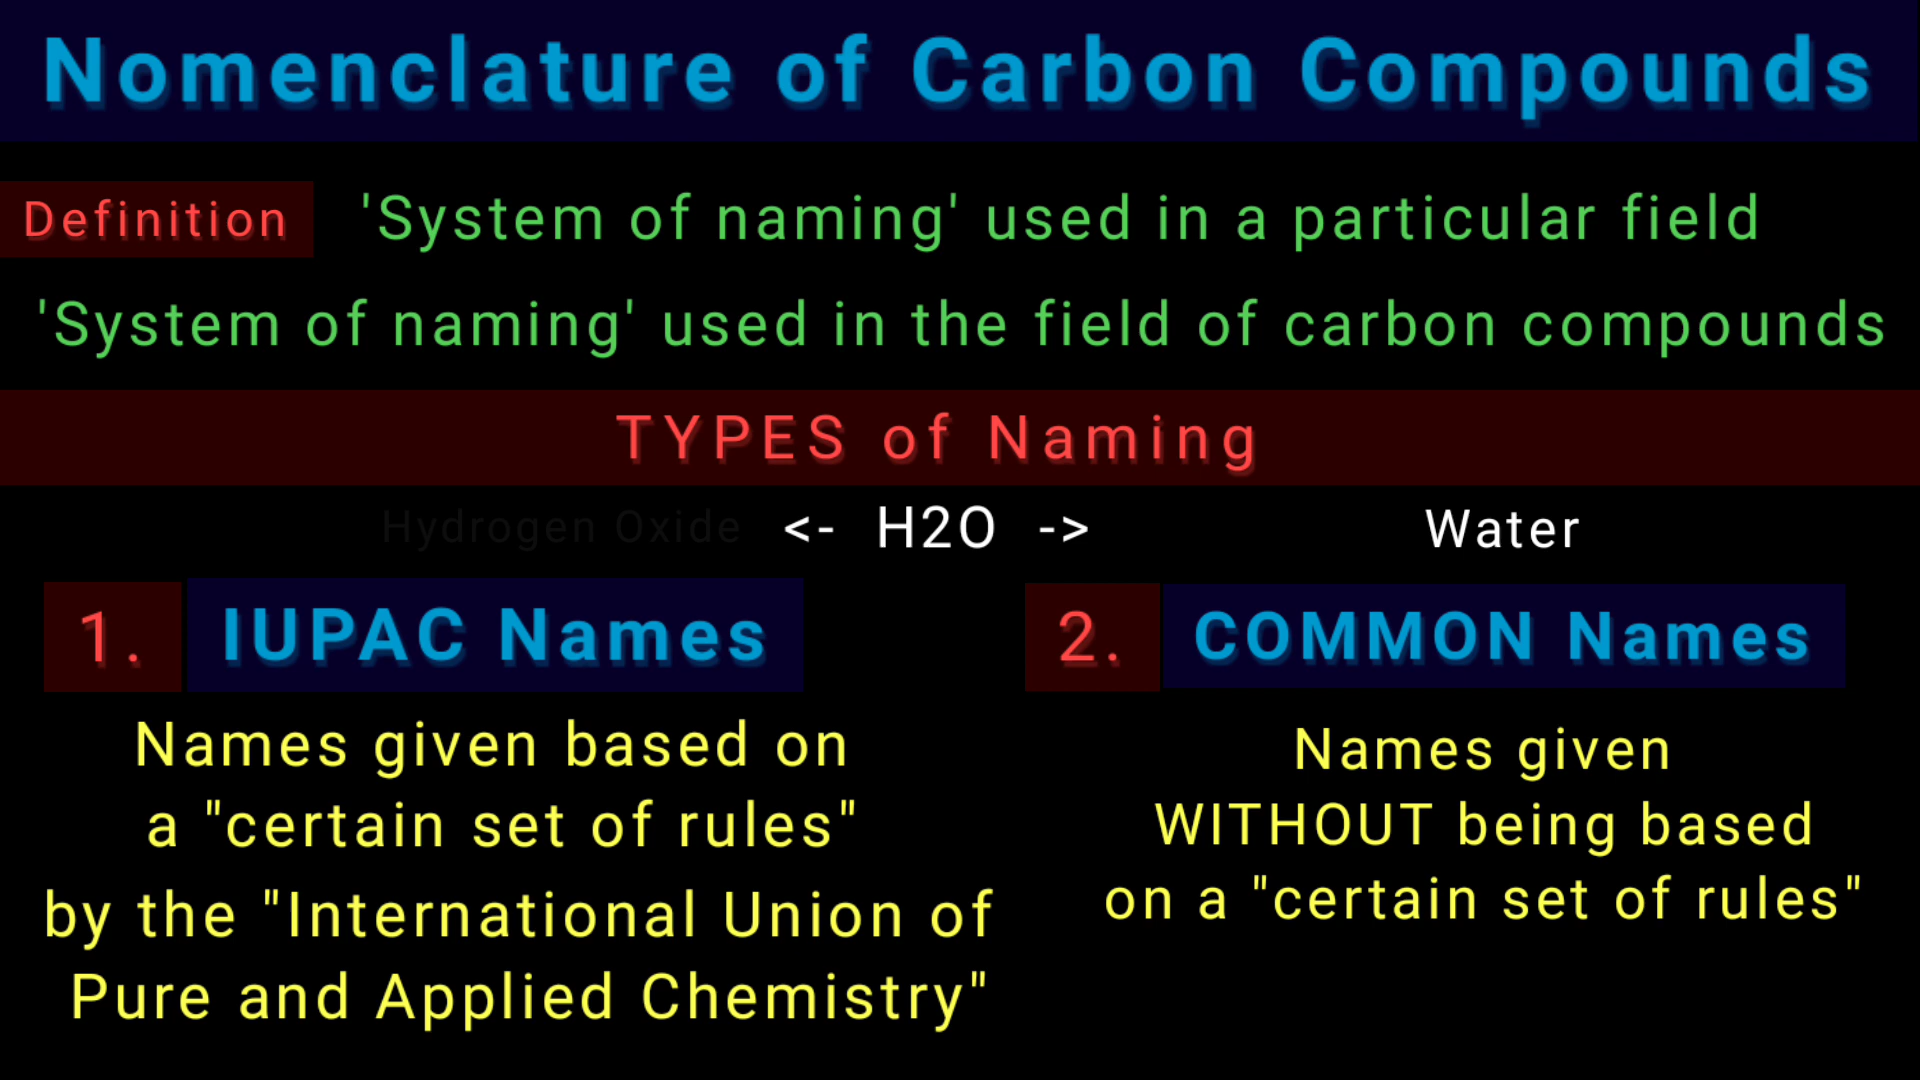 Nomenclature of Carbon Compounds
Definition 'System of naming' used in a particular field
'System of naming' used in the field of carbon compounds
TYPES of Naming
Hydrogen Oxide <- H2O -> Water
1. IUPAC Names
Names given based on
a "certain set of rules"
by the "International Union of
Pure and Applied Chemistry"
2. COMMON Names
Names given
WITHOUT being based
on a "certain set of rules"